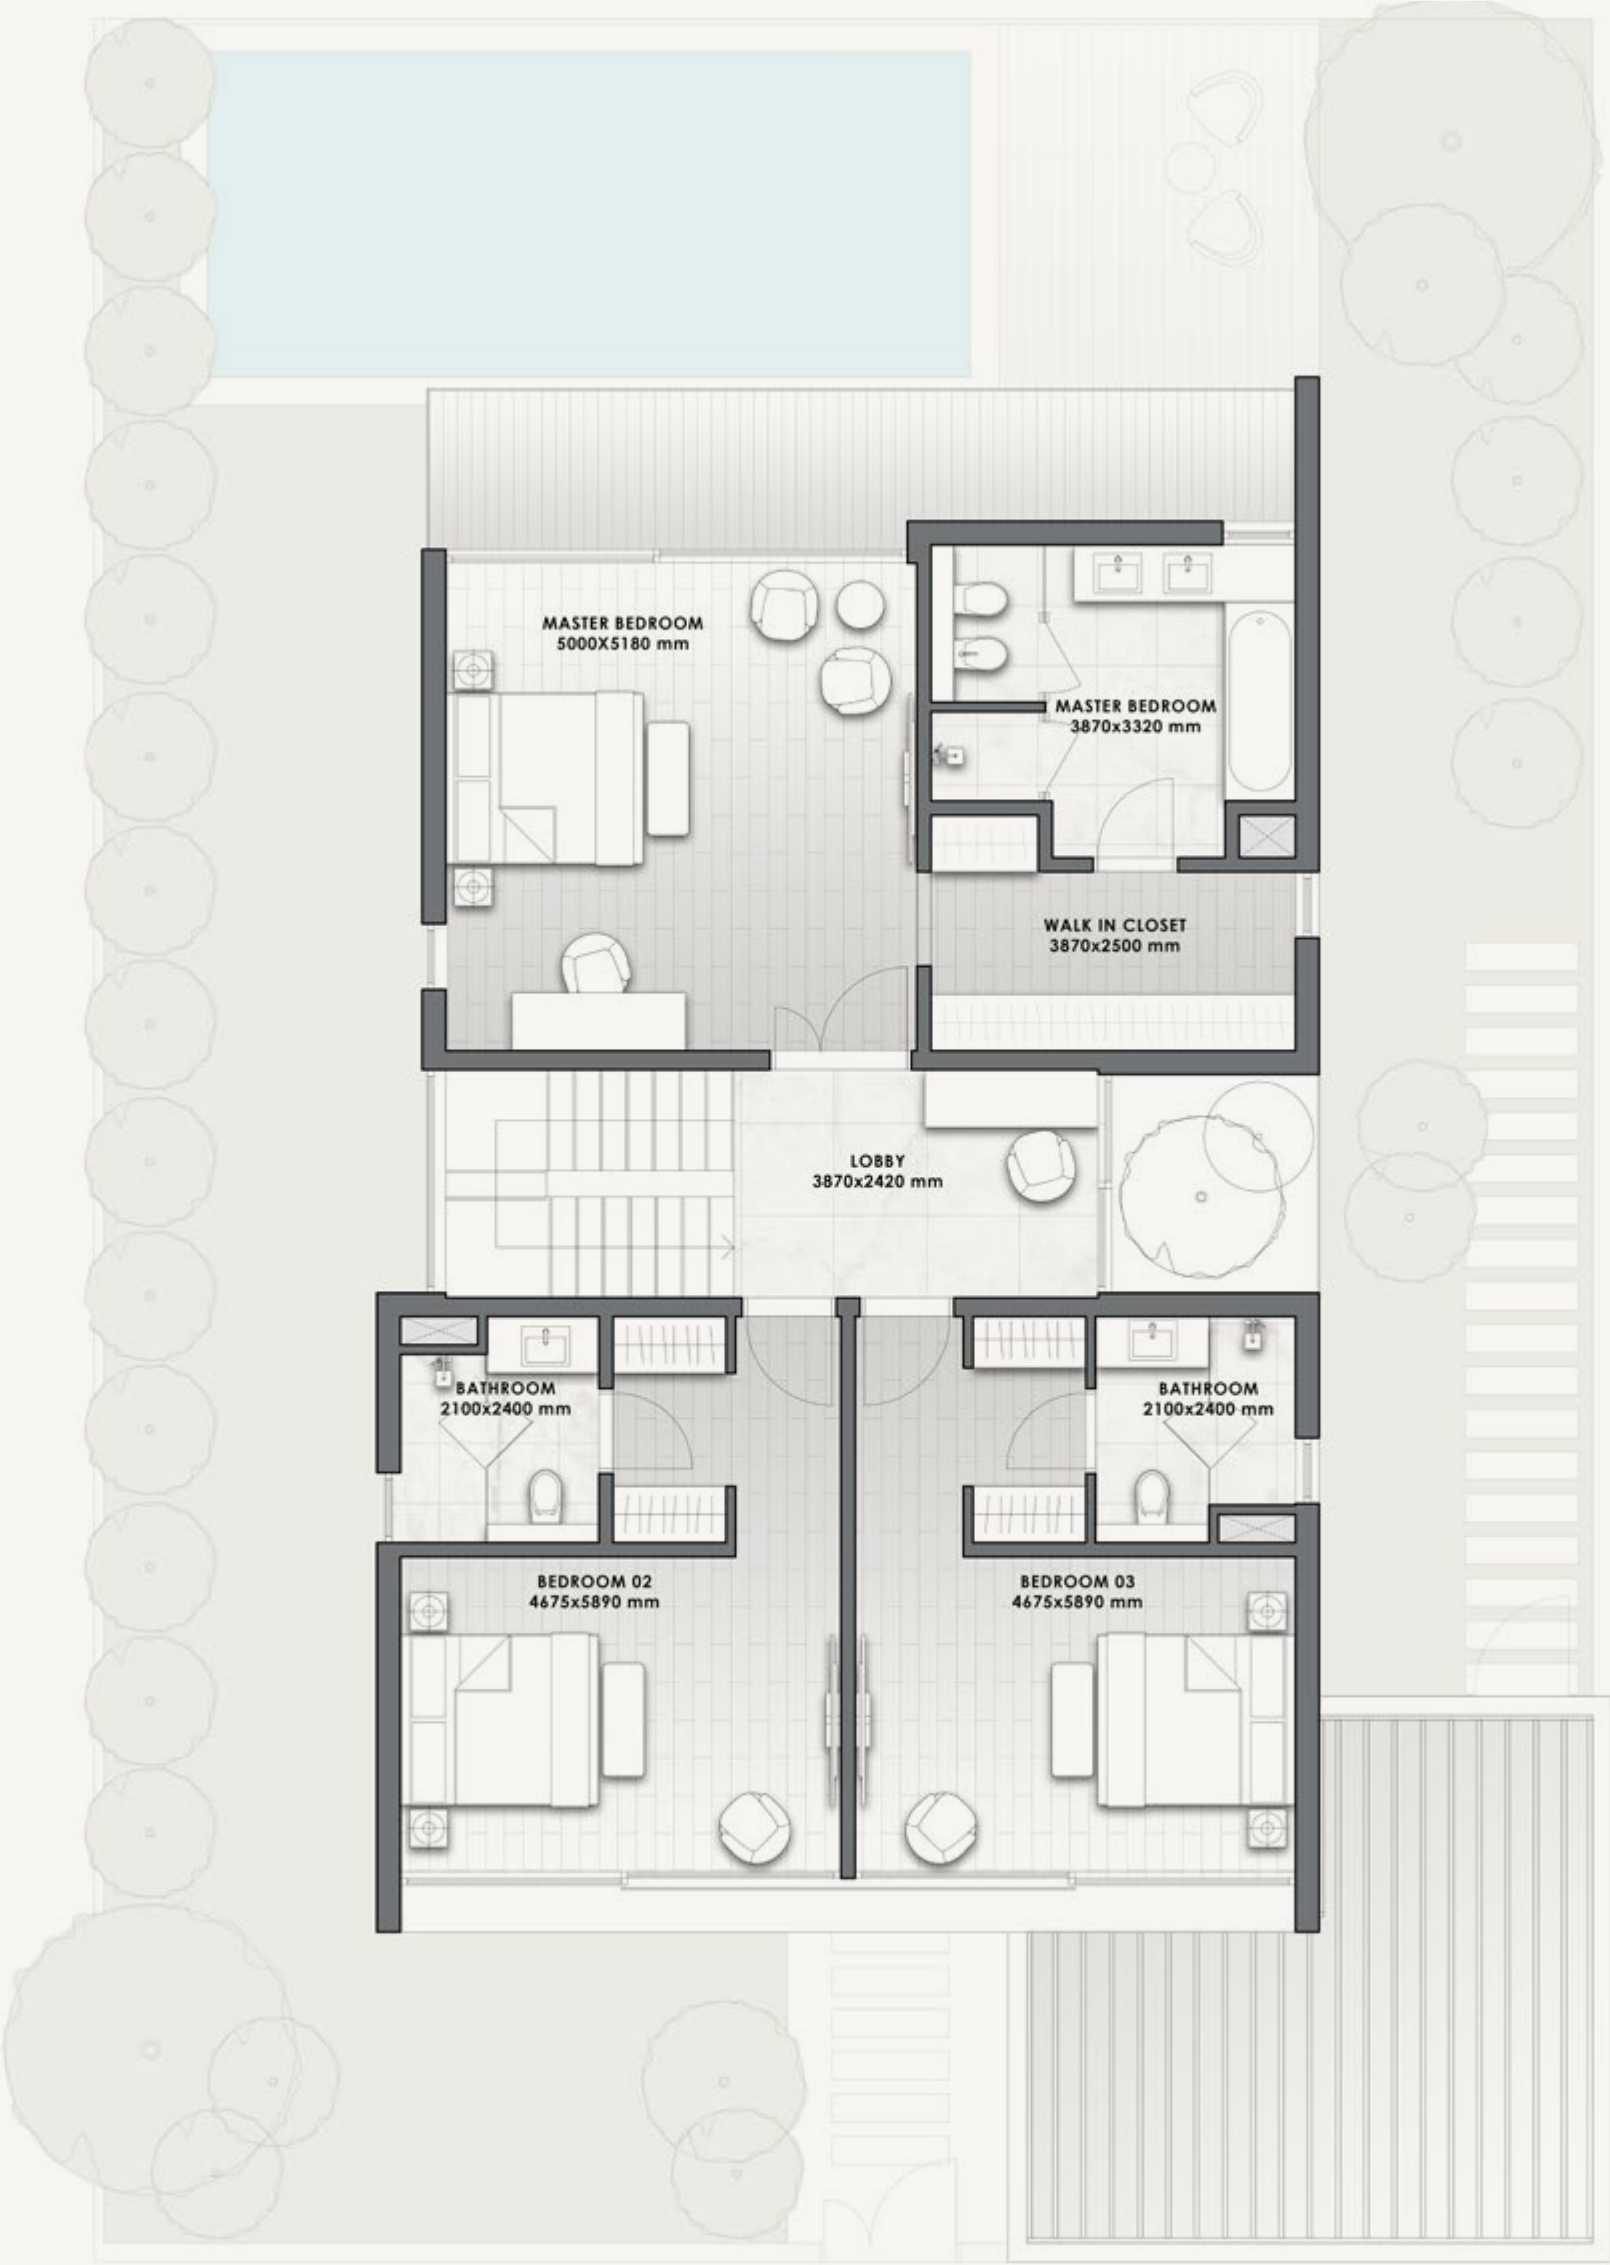 MASTER BEDROOM
5000X5180 mm
MASTER BEDROOM
3870x3320 mm
WALK IN CLOSET
3870x2500 mm
LOBBY
3870x2420 mm
BATHROOM
2100x2400 mm
BATHROOM
2100x2400 mm
BEDROOM 02
4675x5890 mm
BEDROOM 03
4675x5890 mm